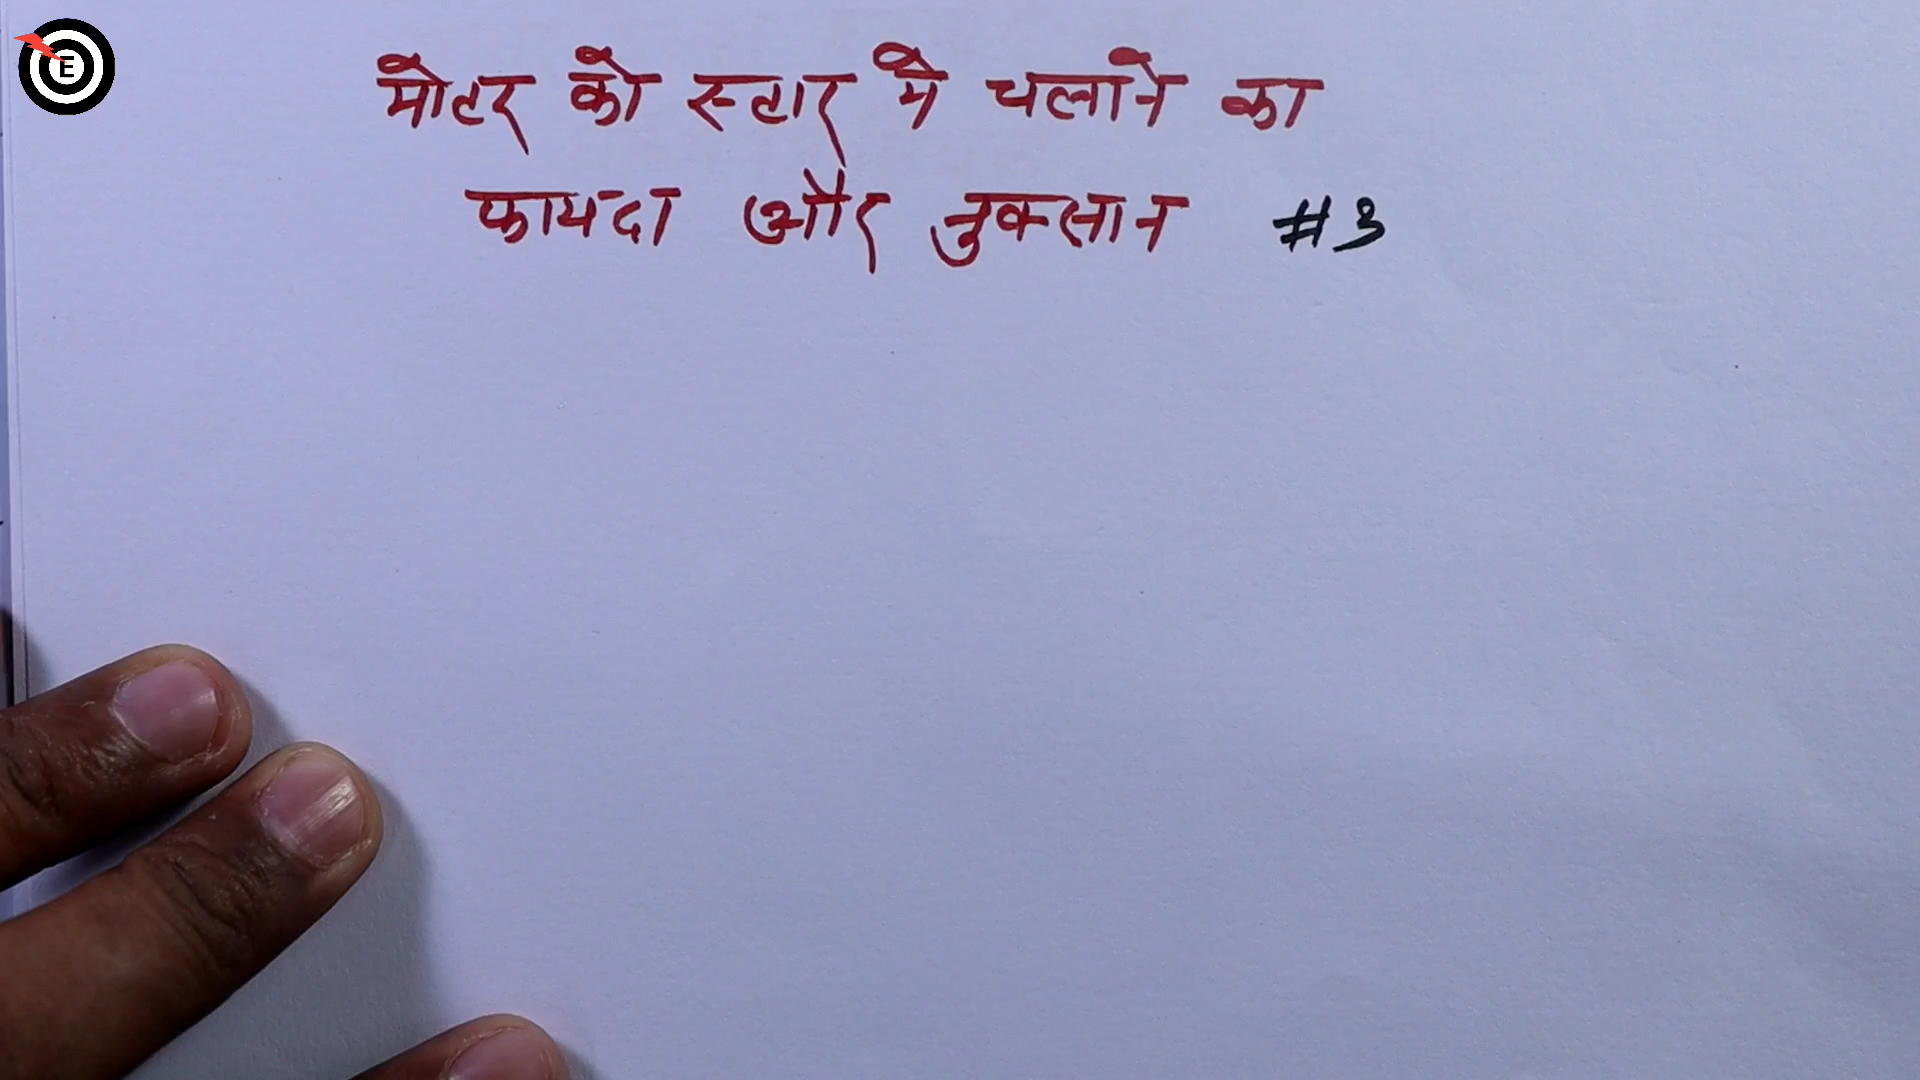 E
मोटर को स्टार मे चलाने का
फायदा और नुकसान #3